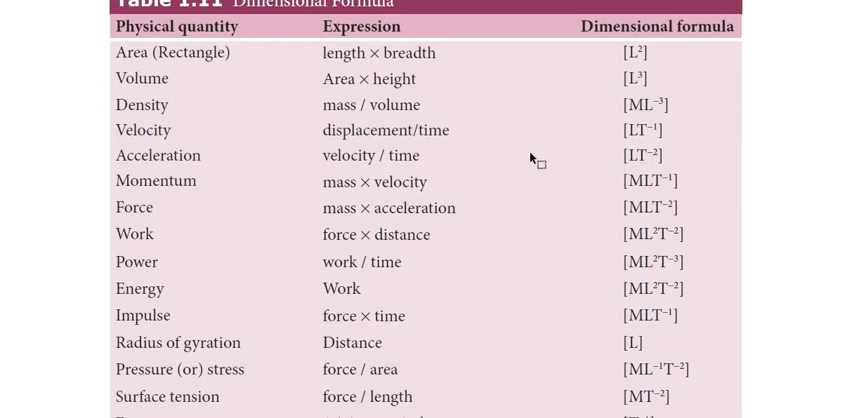 Table 1.11 Dimensional Formula
Physical quantity Expression Dimensional formula
Area (Rectangle) length × breadth [L²]
Volume Area × height [L³]
Density mass / volume [ML⁻³]
Velocity displacement/time [LT⁻¹]
Acceleration velocity / time [LT⁻²]
Momentum mass × velocity [MLT⁻¹]
Force mass × acceleration [MLT⁻²]
Work force × distance [ML²T⁻²]
Power work / time [ML²T⁻³]
Energy Work [ML²T⁻²]
Impulse force × time [MLT⁻¹]
Radius of gyration Distance [L]
Pressure (or) stress force / area [ML⁻¹T⁻²]
Surface tension force / length [MT⁻²]